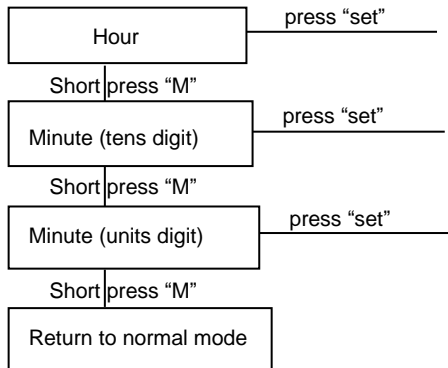 press “set”
Hour
Short press “M”
press “set”
Minute (tens digit)
Short press “M”
press “set”
Minute (units digit)
Short press “M”
Return to normal mode